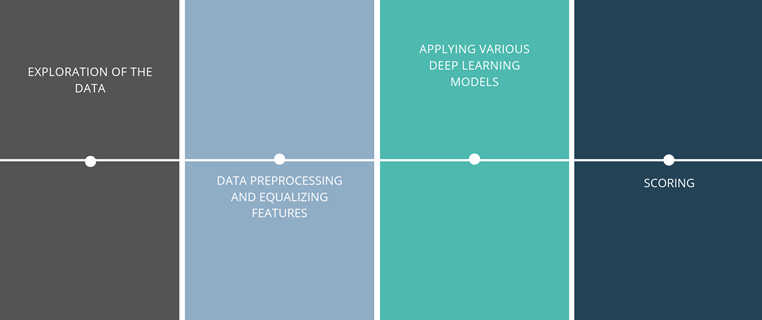 EXPLORATION OF THE
DATA
DATA PREPROCESSING
AND EQUALIZING
FEATURES
APPLYING VARIOUS
DEEP LEARNING
MODELS
SCORING